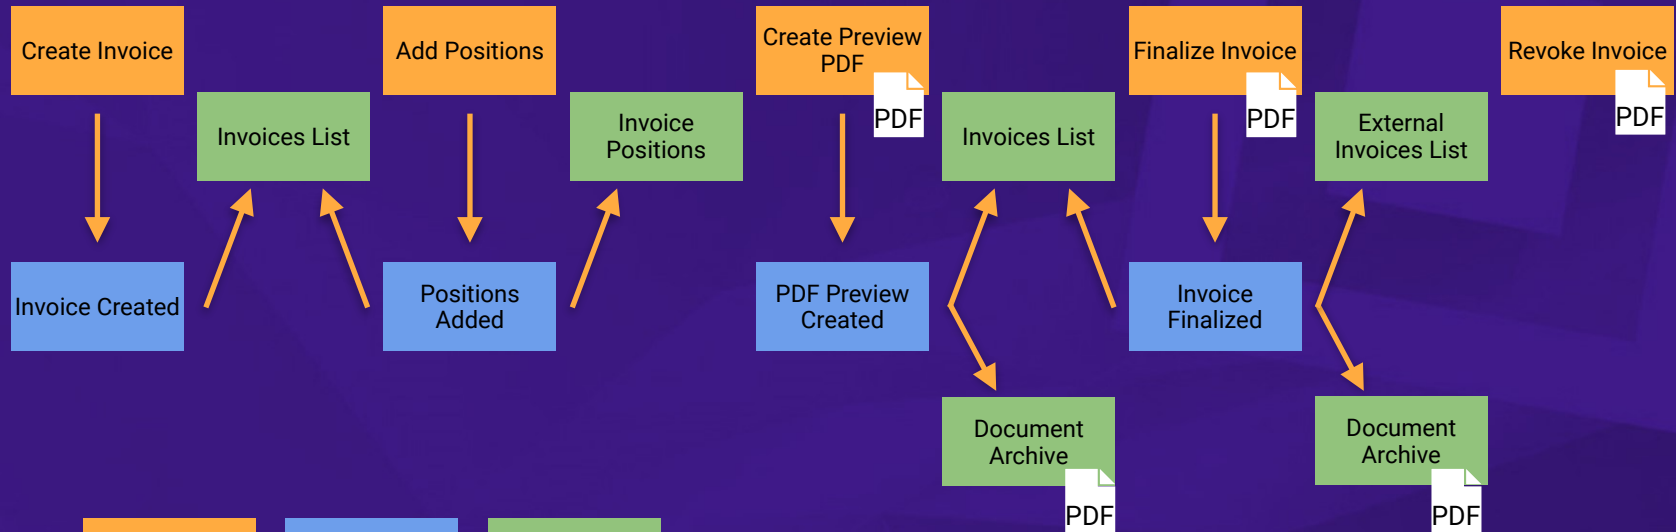 Create Invoice
Add Positions
Create Preview
PDF
PDF
Finalize Invoice
PDF
Revoke Invoice
PDF
Invoices List
Invoice
Positions
Invoices List
External
Invoices List
Invoice Created
Positions
Added
PDF Preview
Created
Invoice
Finalized
Document
Archive
PDF
Document
Archive
PDF